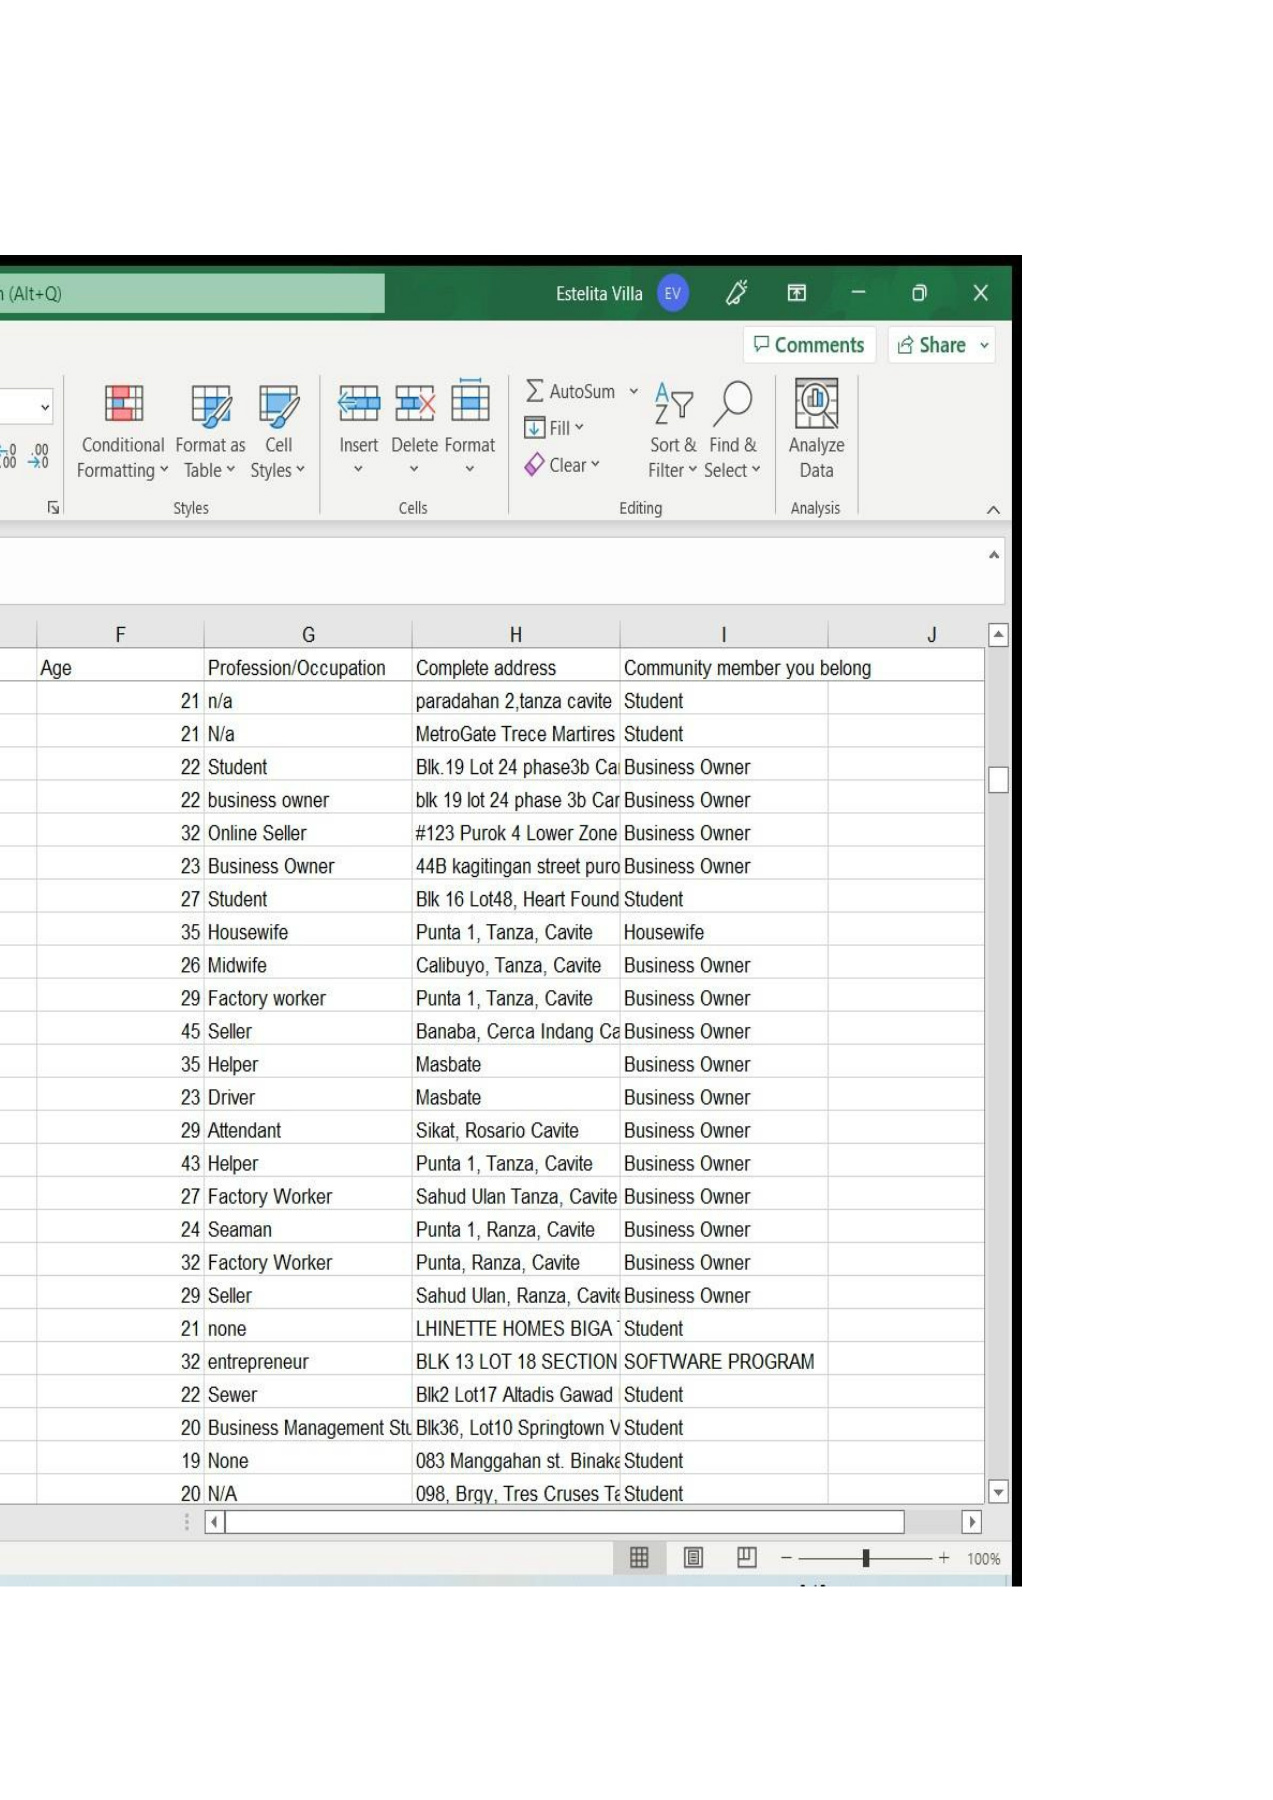 n (Alt+Q) Estelita Villa EV
Comments Share
AutoSum
Fill
Clear
Conditional Formatting Format as Table Cell Styles Insert Delete Format Sort & Filter Find & Select Analyze Data
Styles Cells Editing Analysis
F G H I J
Age Profession/Occupation Complete address Community member you belong
21 n/a paradahan 2,tanza cavite Student
21 N/a MetroGate Trece Martires Student
22 Student Blk.19 Lot 24 phase3b Ca Business Owner
22 business owner blk 19 lot 24 phase 3b Car Business Owner
32 Online Seller #123 Purok 4 Lower Zone Business Owner
23 Business Owner 44B kagitingan street puro Business Owner
27 Student Blk 16 Lot48, Heart Found Student
35 Housewife Punta 1, Tanza, Cavite Housewife
26 Midwife Calibuyo, Tanza, Cavite Business Owner
29 Factory worker Punta 1, Tanza, Cavite Business Owner
45 Seller Banaba, Cerca Indang Ca Business Owner
35 Helper Masbate Business Owner
23 Driver Masbate Business Owner
29 Attendant Sikat, Rosario Cavite Business Owner
43 Helper Punta 1, Tanza, Cavite Business Owner
27 Factory Worker Sahud Ulan Tanza, Cavite Business Owner
24 Seaman Punta 1, Ranza, Cavite Business Owner
32 Factory Worker Punta, Ranza, Cavite Business Owner
29 Seller Sahud Ulan, Ranza, Cavite Business Owner
21 none LHINETTE HOMES BIGA Student
32 entrepreneur BLK 13 LOT 18 SECTION SOFTWARE PROGRAM
22 Sewer Blk2 Lot17 Altadis Gawad Student
20 Business Management Stu Blk36, Lot10 Springtown V Student
19 None 083 Manggahan st. Binaka Student
20 N/A 098, Brgy, Tres Cruses Ta Student
100%